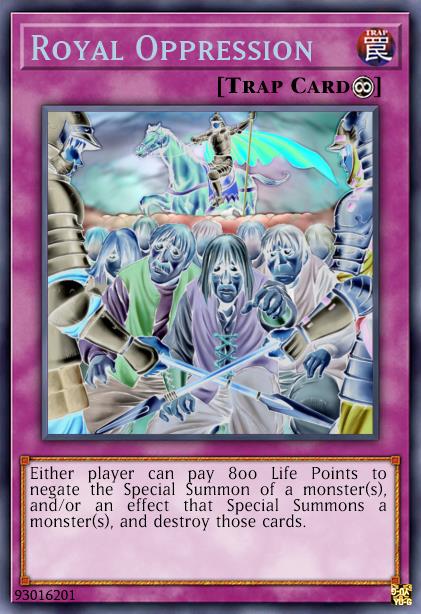 ROYAL OPPRESSION
TRAP
罠
[TRAP CARD]
Either player can pay 800 Life Points to
negate the Special Summon of a monster(s),
and/or an effect that Special Summons a
monster(s), and destroy those cards.
93016201